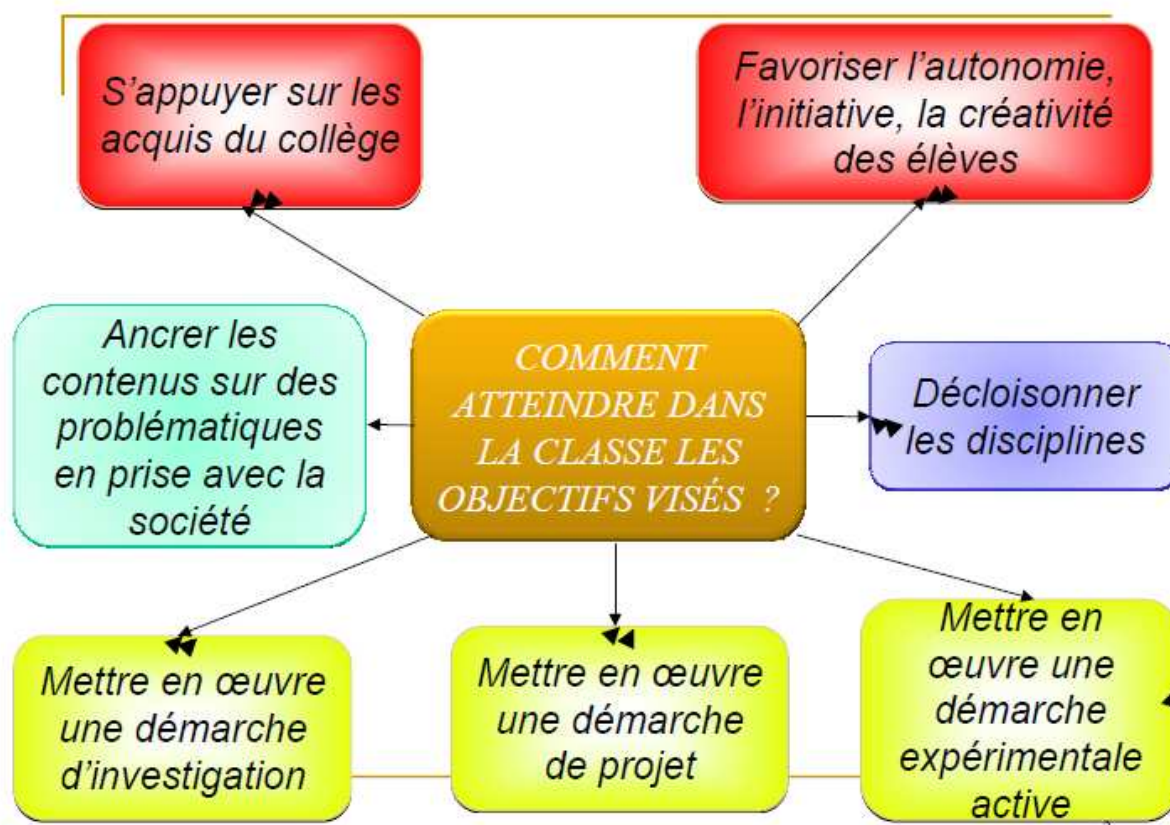 S’appuyer sur les
acquis du collège
Favoriser l’autonomie,
l’initiative, la créativité
des élèves
Ancrer les
contenus sur des
problématiques
en prise avec la
société
COMMENT
ATTEINDRE DANS
LA CLASSE LES
OBJECTIFS VISÉS ?
Décloisonner
les disciplines
Mettre en œuvre
une démarche
d’investigation
Mettre en œuvre
une démarche
de projet
Mettre en
œuvre une
démarche
expérimentale
active